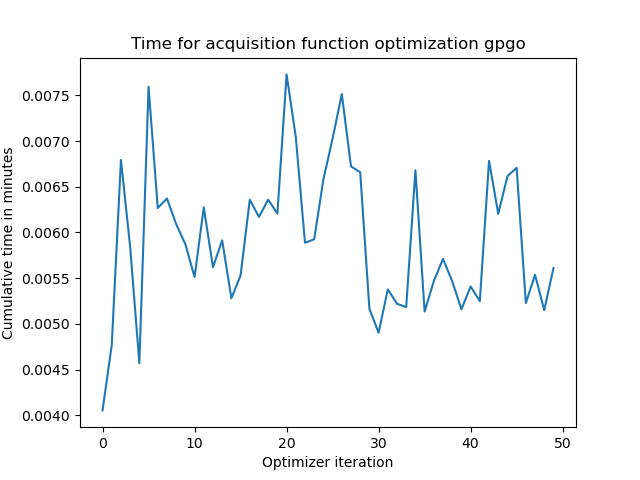 Time for acquisition function optimization gpgo
Cumulative time in minutes
0.0075
0.0070
0.0065
0.0060
0.0055
0.0050
0.0045
0.0040
0 10 20 30 40 50
Optimizer iteration